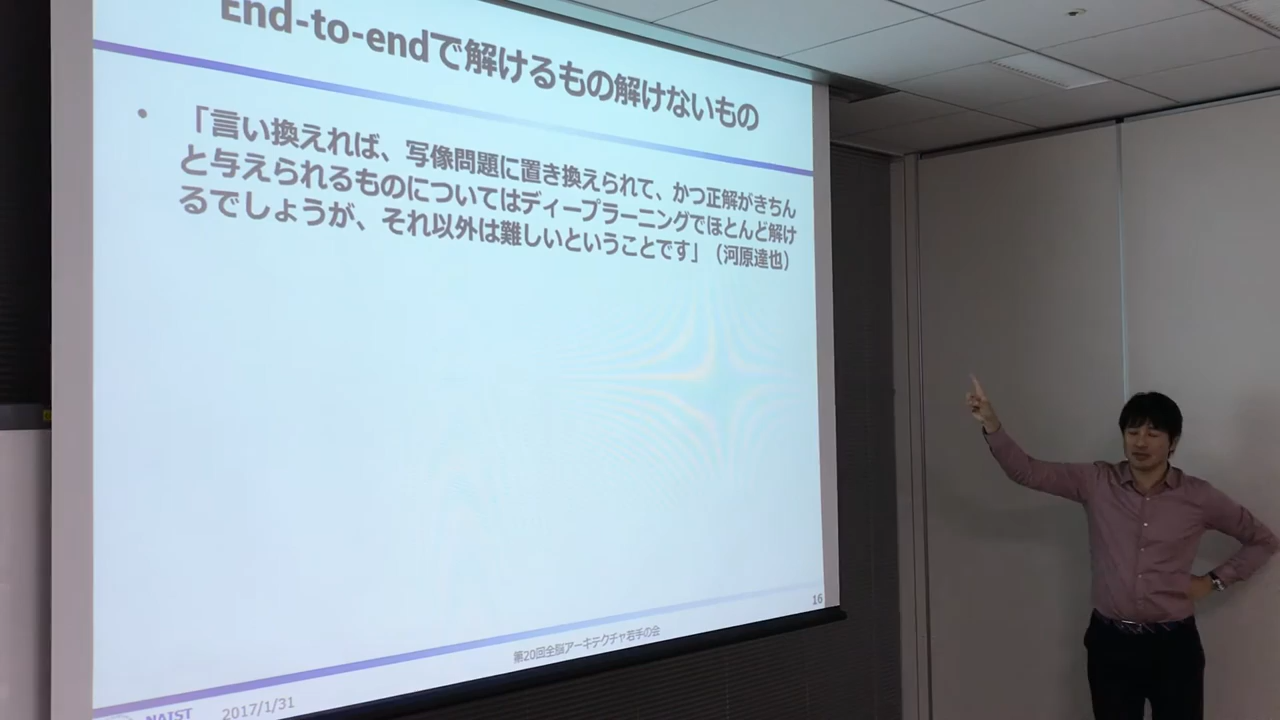 End-to-endで解けるもの解けないもの
• 「言い換えれば、写像問題に置き換えられて、かつ正解がきちん
と与えられるものについてはディープラーニングでほとんど解け
るでしょうが、それ以外は難しいということです」（河原達也）
16
第20回全脳アーキテクチャ若手の会
NAIST 2017/1/31